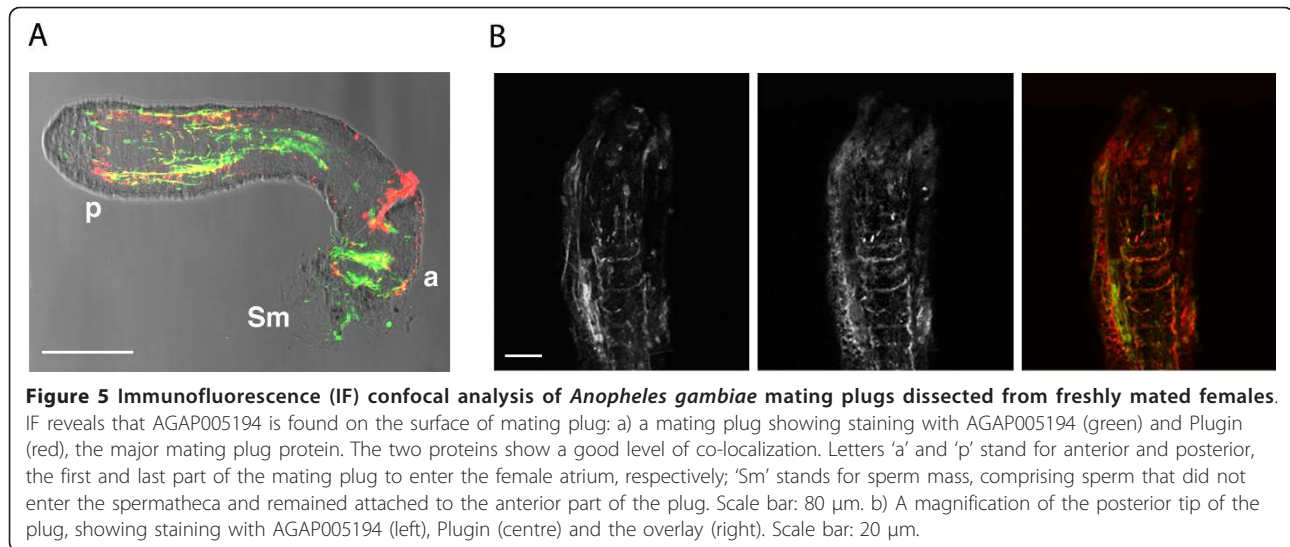 A
B
p
a
Sm
Figure 5 Immunofluorescence (IF) confocal analysis of Anopheles gambiae mating plugs dissected from freshly mated females.
IF reveals that AGAP005194 is found on the surface of mating plug: a) a mating plug showing staining with AGAP005194 (green) and Plugin
(red), the major mating plug protein. The two proteins show a good level of co-localization. Letters ‘a’ and ‘p’ stand for anterior and posterior,
the first and last part of the mating plug to enter the female atrium, respectively; ‘Sm’ stands for sperm mass, comprising sperm that did not
enter the spermatheca and remained attached to the anterior part of the plug. Scale bar: 80 μm. b) A magnification of the posterior tip of the
plug, showing staining with AGAP005194 (left), Plugin (centre) and the overlay (right). Scale bar: 20 μm.